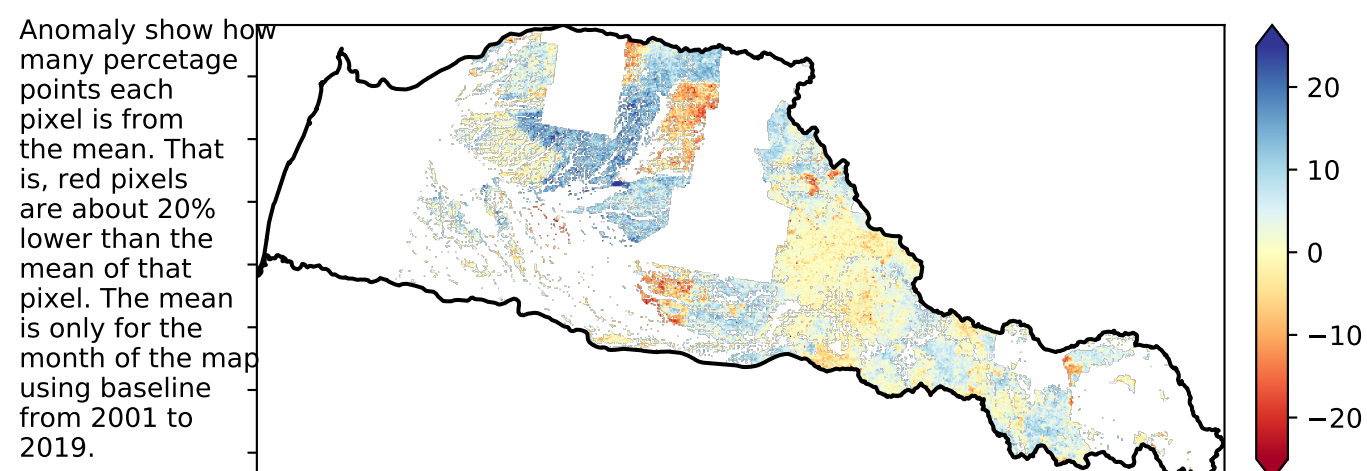 Anomaly show how
many percetage
points each
pixel is from
the mean. That
is, red pixels
are about 20%
lower than the
mean of that
pixel. The mean
is only for the
month of the map
using baseline
from 2001 to
2019.
20
10
0
−10
−20